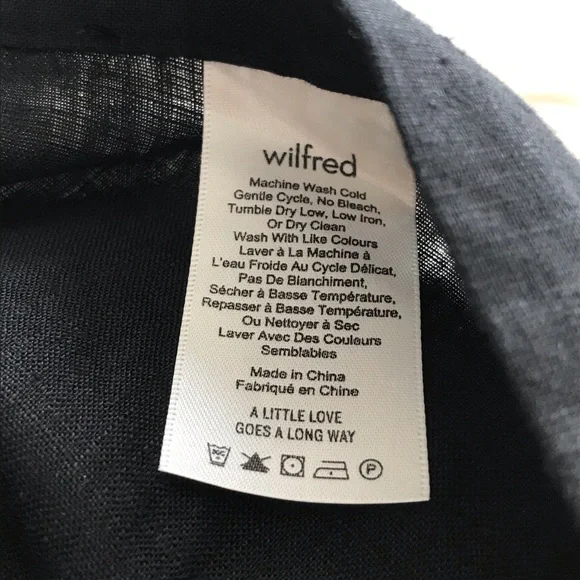 wilfred
Machine Wash Cold
Gentle Cycle, No Bleach,
Tumble Dry Low, Low Iron,
Or Dry Clean
Wash With Like Colours
Laver à La Machine à
L'eau Froide Au Cycle Délicat,
Pas De Blanchiment,
Sécher à Basse Température,
Repasser à Basse Température,
Ou Nettoyer à Sec
Laver Avec Des Couleurs
Semblables
Made in China
Fabriqué en Chine
A LITTLE LOVE
GOES A LONG WAY
30C P